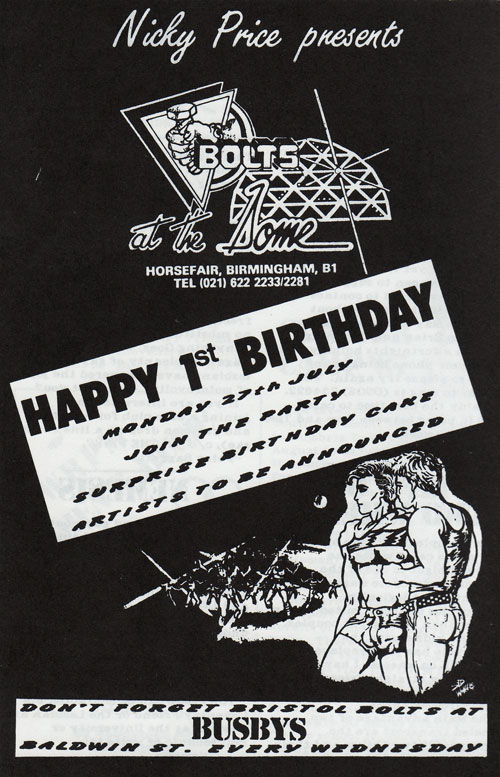 Nicky Price presents
BOLTS
at the Dome
HORSEFAIR, BIRMINGHAM, B1
TEL (021) 622 2233/2281
HAPPY 1st BIRTHDAY
MONDAY 27th JULY
JOIN THE PARTY
SURPRISE BIRTHDAY CAKE
ARTISTS TO BE ANNOUNCED
DON'T FORGET BRISTOL BOLTS AT
BUSBYS
BALDWIN ST. EVERY WEDNESDAY